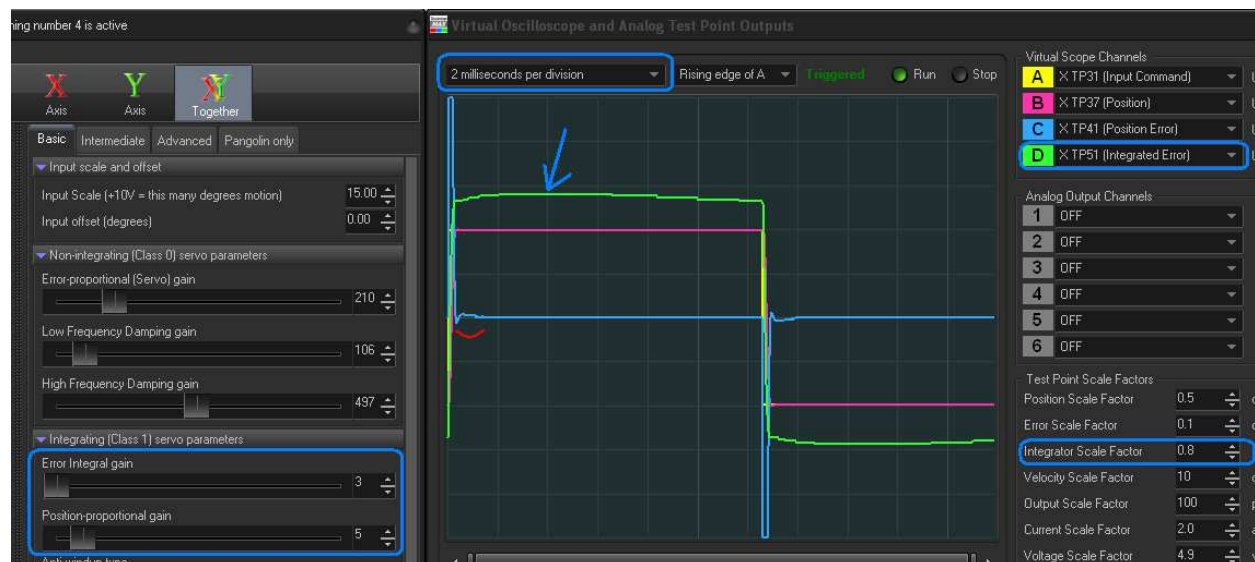 ning number 4 is active
X
Axis
Y
Axis
XY
Together
Basic Intermediate Advanced Pangolin only
Input scale and offset
Input Scale (+10V = this many degrees motion) 15.00
Input offset (degrees) 0.00
Non-integrating (Class 0) servo parameters
Error-proportional (Servo) gain
210
Low Frequency Damping gain
106
High Frequency Damping gain
497
Integrating (Class 1) servo parameters
Error Integral gain
3
Position-proportional gain
5
Virtual Oscilloscope and Analog Test Point Outputs
2 milliseconds per division Rising edge of A Triggered Run Stop
Virtual Scope Channels
A X TP31 (Input Command)
B X TP37 (Position)
C X TP41 (Position Error)
D X TP51 (Integrated Error)
Analog Output Channels
1 OFF
2 OFF
3 OFF
4 OFF
5 OFF
6 OFF
Test Point Scale Factors
Position Scale Factor 0.5
Error Scale Factor 0.1
Integrator Scale Factor 0.8
Velocity Scale Factor 10
Output Scale Factor 100
Current Scale Factor 2.0
Voltage Scale Factor 4.9